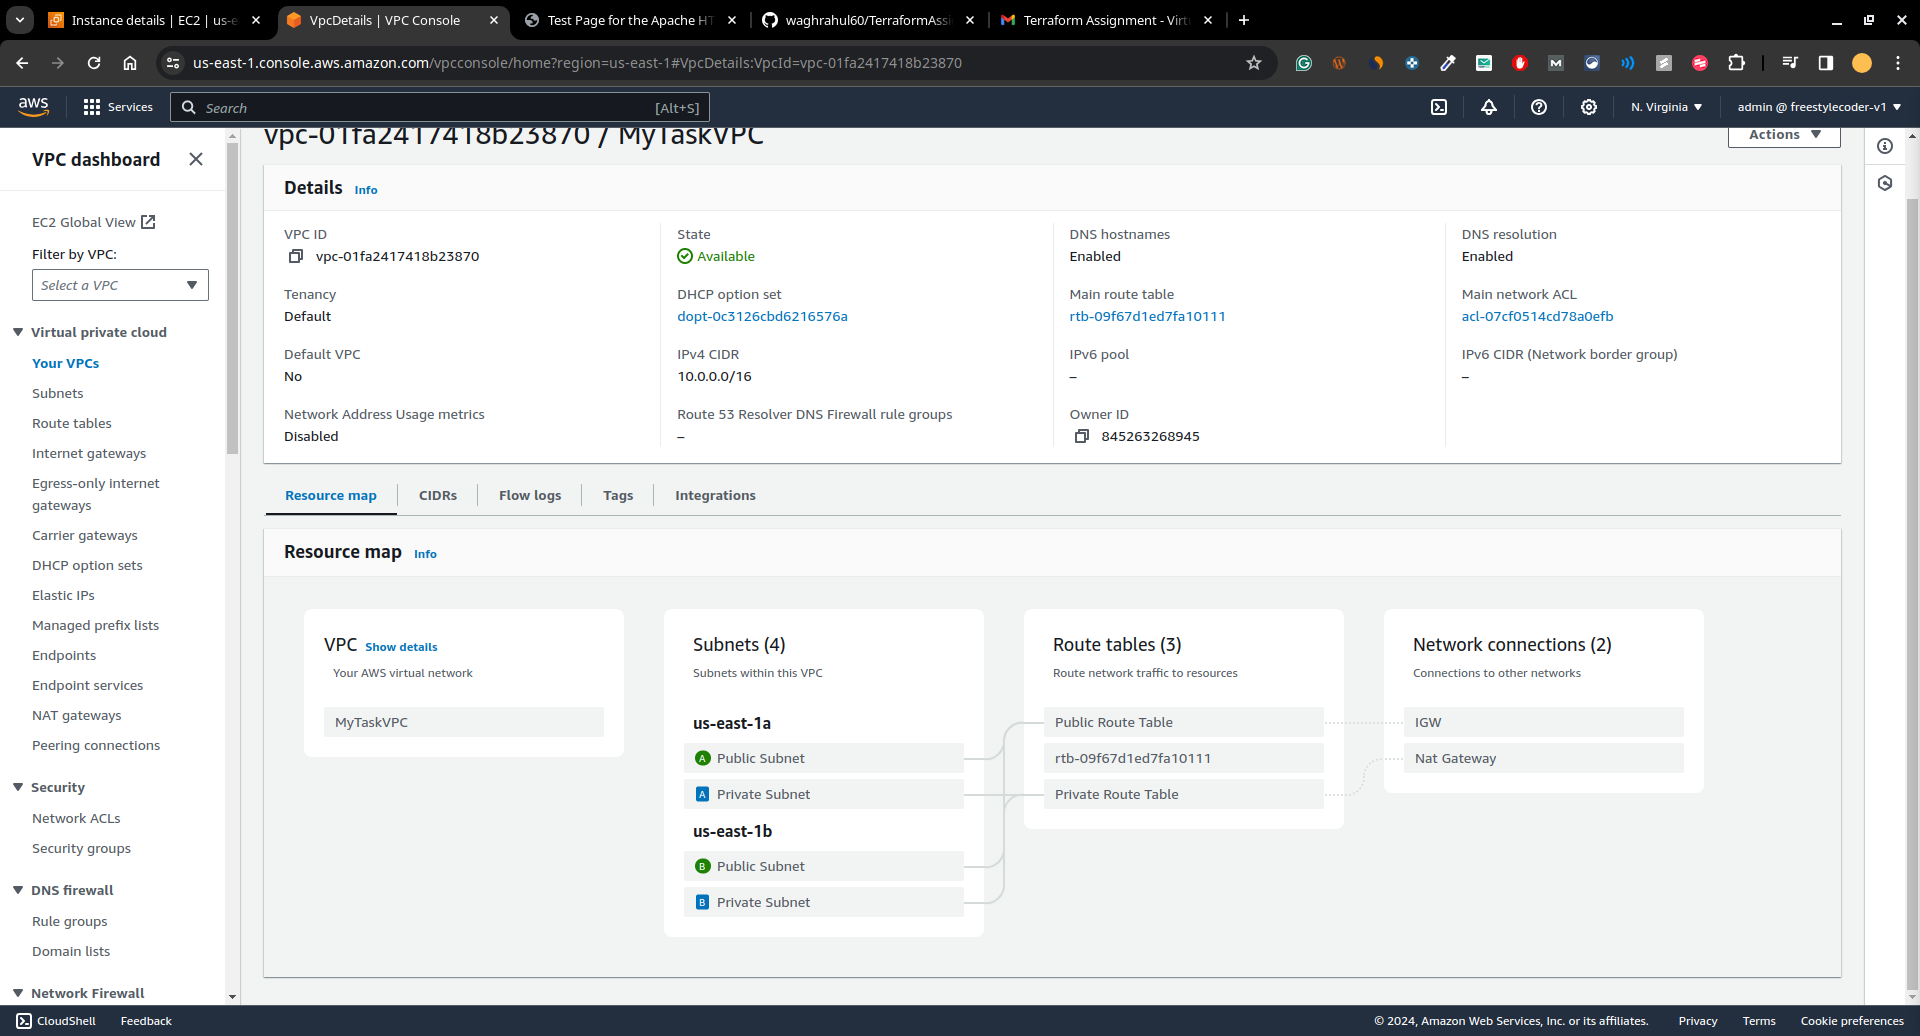 Instance details | EC2 | us-e
VpcDetails | VPC Console
Test Page for the Apache HT
waghrahul60/TerraformAssi
Terraform Assignment - Virt
us-east-1.console.aws.amazon.com/vpcconsole/home?region=us-east-1#VpcDetails:VpcId=vpc-01fa2417418b23870
aws
Services
Search
[Alt+S]
N. Virginia
admin @ freestylecoder-v1
VPC dashboard
EC2 Global View
Filter by VPC:
Select a VPC
Virtual private cloud
Your VPCs
Subnets
Route tables
Internet gateways
Egress-only internet
gateways
Carrier gateways
DHCP option sets
Elastic IPs
Managed prefix lists
Endpoints
Endpoint services
NAT gateways
Peering connections
Security
Network ACLs
Security groups
DNS firewall
Rule groups
Domain lists
Network Firewall
vpc-01fa2417418b23870 / MyTaskVPC
Actions
Details Info
VPC ID
vpc-01fa2417418b23870
State
Available
DNS hostnames
Enabled
DNS resolution
Enabled
Tenancy
Default
DHCP option set
dopt-0c3126cbd6216576a
Main route table
rtb-09f67d1ed7fa10111
Main network ACL
acl-07cf0514cd78a0efb
Default VPC
No
IPv4 CIDR
10.0.0.0/16
IPv6 pool
–
IPv6 CIDR (Network border group)
–
Network Address Usage metrics
Disabled
Route 53 Resolver DNS Firewall rule groups
–
Owner ID
845263268945
Resource map
CIDRs
Flow logs
Tags
Integrations
Resource map Info
VPC Show details
Your AWS virtual network
MyTaskVPC
Subnets (4)
Subnets within this VPC
us-east-1a
A Public Subnet
A Private Subnet
us-east-1b
B Public Subnet
B Private Subnet
Route tables (3)
Route network traffic to resources
Public Route Table
rtb-09f67d1ed7fa10111
Private Route Table
Network connections (2)
Connections to other networks
IGW
Nat Gateway
CloudShell
Feedback
© 2024, Amazon Web Services, Inc. or its affiliates.
Privacy
Terms
Cookie preferences